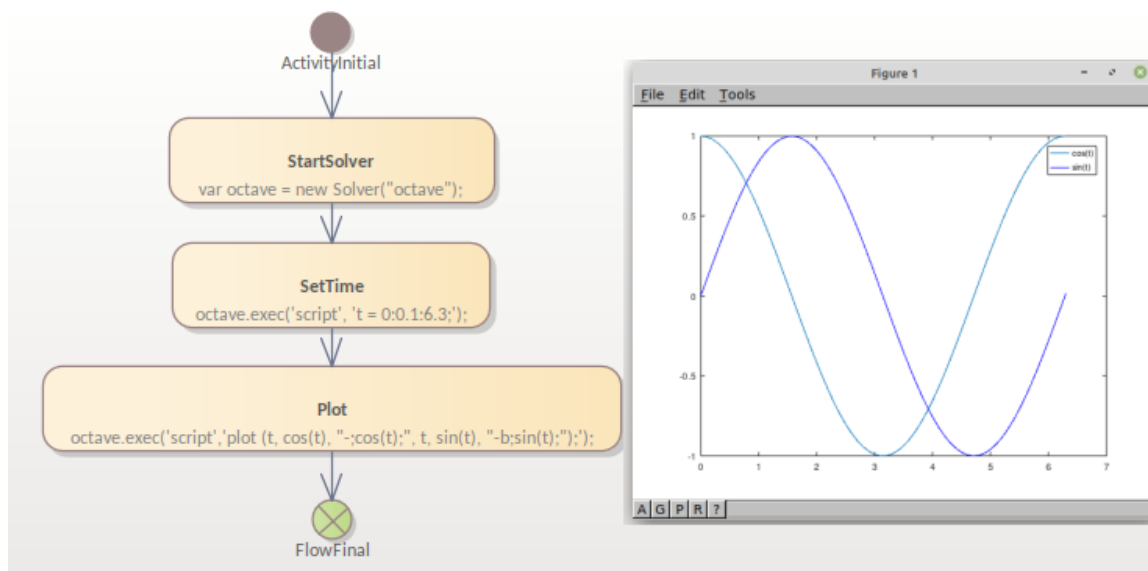 ActivityInitial
StartSolver
var octave = new Solver("octave");
SetTime
octave.exec('script', 't = 0:0.1:6.3;');
Plot
octave.exec('script','plot (t, cos(t), "-;cos(t);", t, sin(t), "-b;sin(t);");');
FlowFinal
Figure 1
File Edit Tools
cos(t)
sin(t)
1
0.5
0
-0.5
-1
0 1 2 3 4 5 6 7
A G P R ?